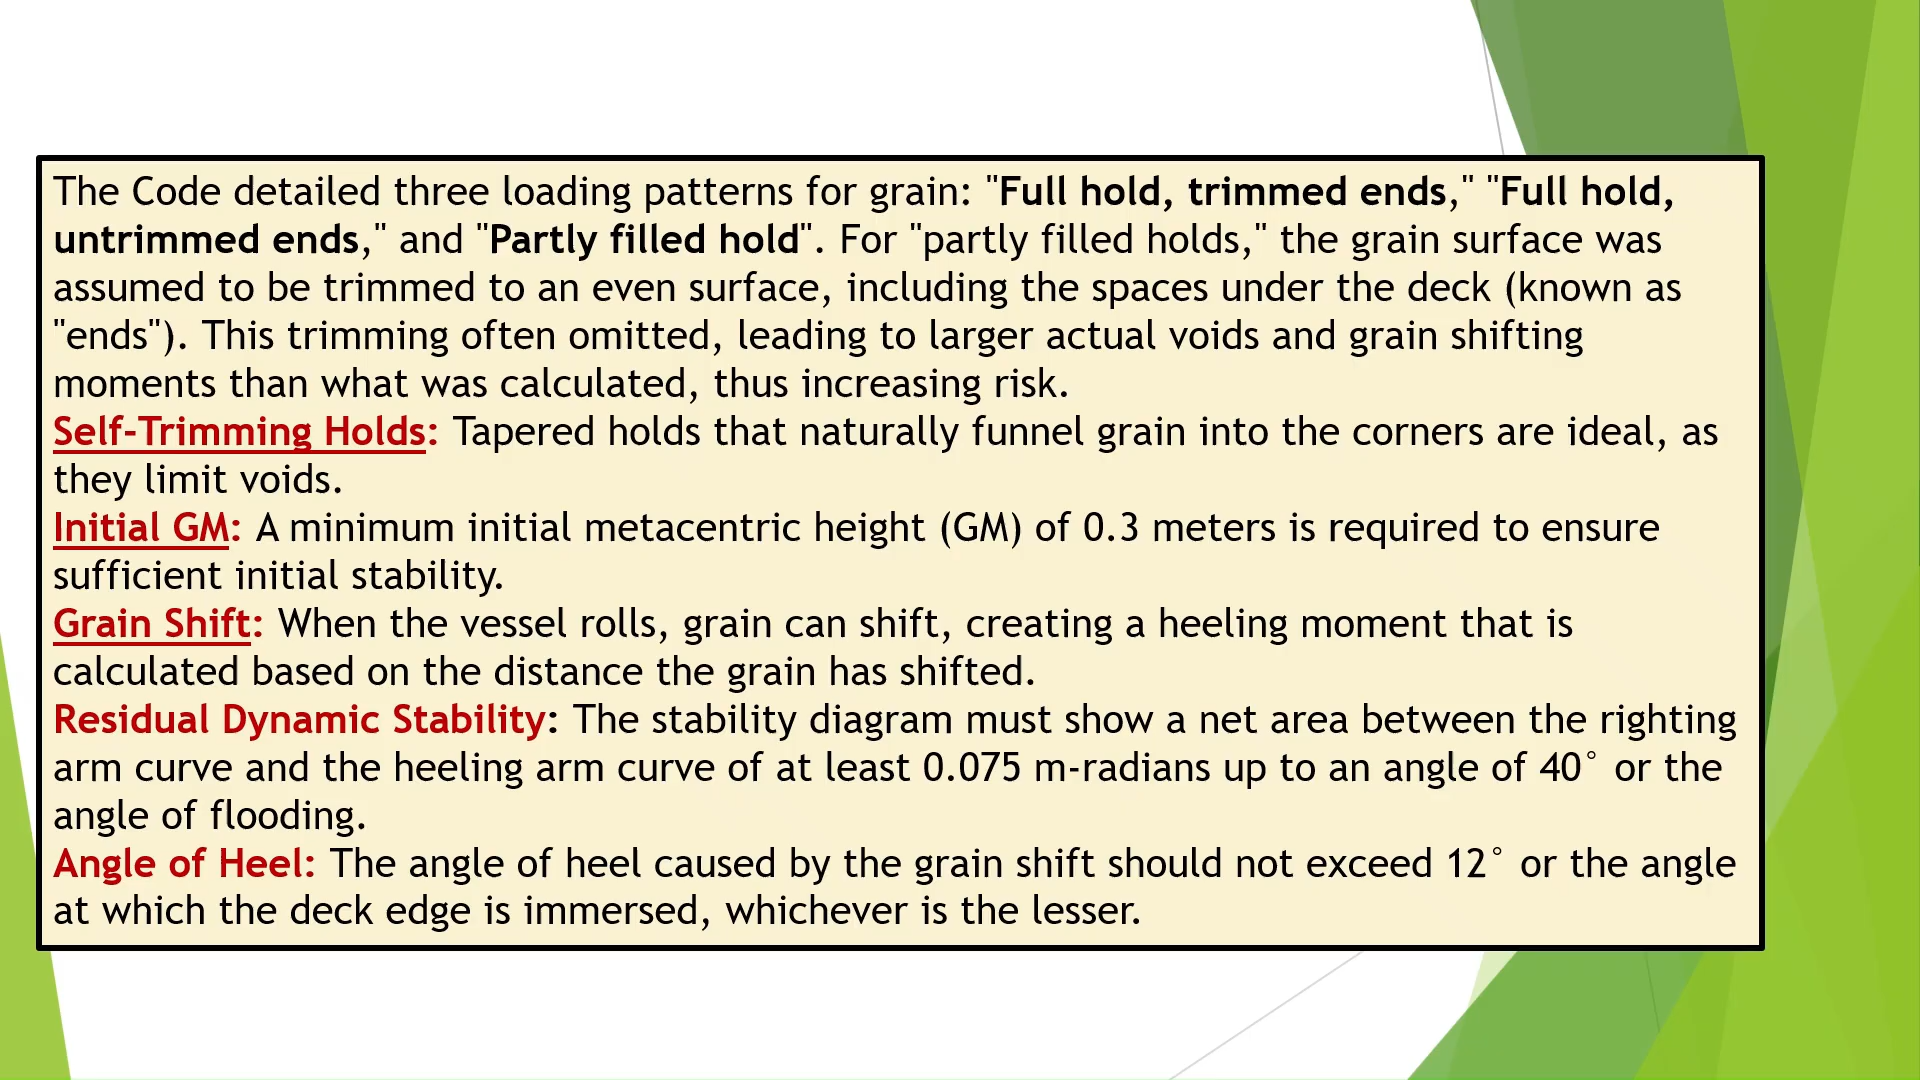 The Code detailed three loading patterns for grain: "Full hold, trimmed ends," "Full hold,
untrimmed ends," and "Partly filled hold". For "partly filled holds," the grain surface was
assumed to be trimmed to an even surface, including the spaces under the deck (known as
"ends"). This trimming often omitted, leading to larger actual voids and grain shifting
moments than what was calculated, thus increasing risk.
Self-Trimming Holds: Tapered holds that naturally funnel grain into the corners are ideal, as
they limit voids.
Initial GM: A minimum initial metacentric height (GM) of 0.3 meters is required to ensure
sufficient initial stability.
Grain Shift: When the vessel rolls, grain can shift, creating a heeling moment that is
calculated based on the distance the grain has shifted.
Residual Dynamic Stability: The stability diagram must show a net area between the righting
arm curve and the heeling arm curve of at least 0.075 m-radians up to an angle of 40° or the
angle of flooding.
Angle of Heel: The angle of heel caused by the grain shift should not exceed 12° or the angle
at which the deck edge is immersed, whichever is the lesser.